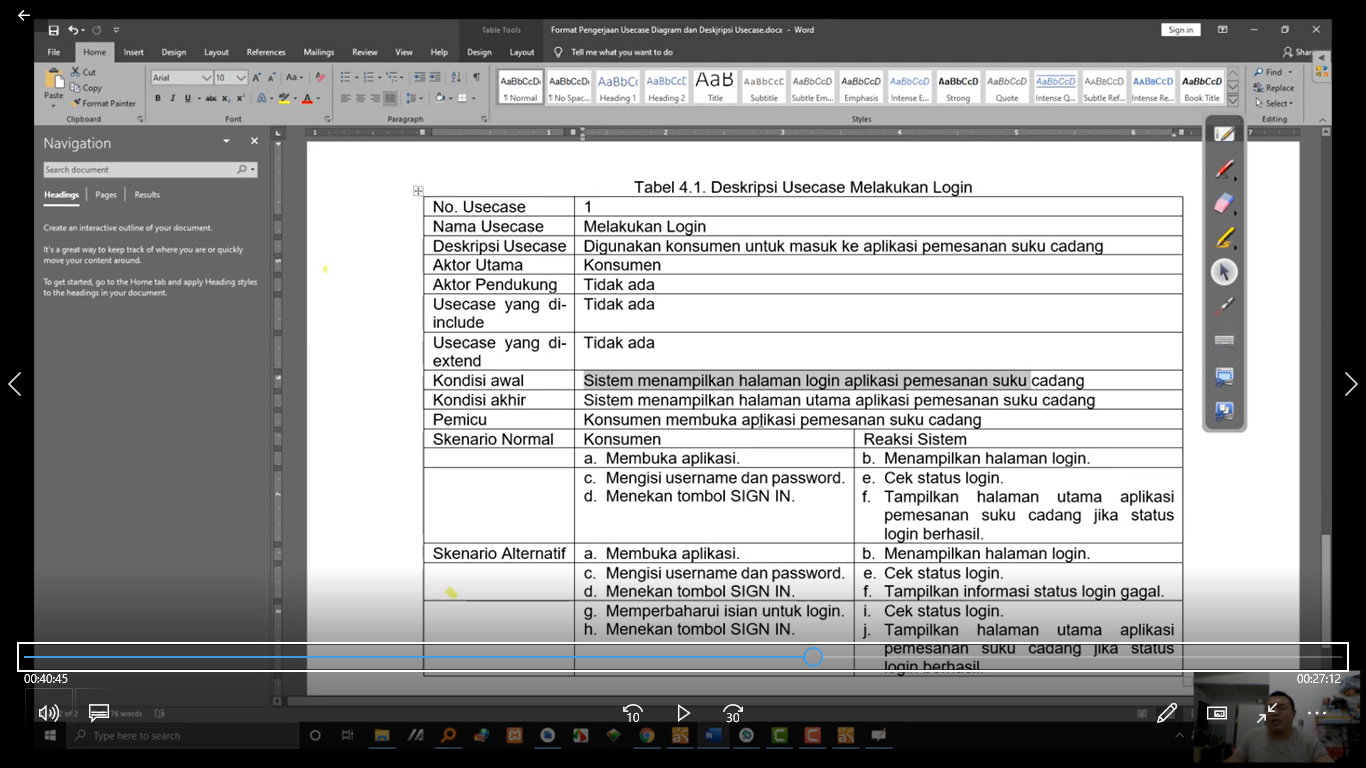 Table Tools
Format Pengerjaan Usecase Diagram dan Deskjripsi Usecase.docx - Word
Sign in
File Home Insert Design Layout References Mailings Review View Help Design Layout Tell me what you want to do
Paste
Cut
Copy
Format Painter
Clipboard
Arial 10
Font
Paragraph
AaBbCcDc AaBbCcDc AaBbCc AaBbCcD AaB AaBbCcD AaBbCcD AaBbCcD AaBbCcD AaBbCcD AaBbCcD AaBbCcD AaBbCcD AaBbCcD AaBbCcD
¶ Normal ¶ No Spac... Heading 1 Heading 2 Title Subtitle Subtle Em... Emphasis Intense E... Strong Quote Intense Q... Subtle Ref... Intense Re... Book Title
Styles
Find
Replace
Select
Editing
Navigation
Search document
Headings Pages Results
Create an interactive outline of your document.
It's a great way to keep track of where you are or quickly
move your content around.
To get started, go to the Home tab and apply Heading styles
to the headings in your document.
Tabel 4.1. Deskripsi Usecase Melakukan Login
No. Usecase 1
Nama Usecase Melakukan Login
Deskripsi Usecase Digunakan konsumen untuk masuk ke aplikasi pemesanan suku cadang
Aktor Utama Konsumen
Aktor Pendukung Tidak ada
Usecase yang di- Tidak ada
include
Usecase yang di- Tidak ada
extend
Kondisi awal Sistem menampilkan halaman login aplikasi pemesanan suku cadang
Kondisi akhir Sistem menampilkan halaman utama aplikasi pemesanan suku cadang
Pemicu Konsumen membuka aplikasi pemesanan suku cadang
Skenario Normal Konsumen Reaksi Sistem
a. Membuka aplikasi. b. Menampilkan halaman login.
c. Mengisi username dan password. e. Cek status login.
d. Menekan tombol SIGN IN. f. Tampilkan halaman utama aplikasi
pemesanan suku cadang jika status
login berhasil.
Skenario Alternatif a. Membuka aplikasi. b. Menampilkan halaman login.
c. Mengisi username dan password. e. Cek status login.
d. Menekan tombol SIGN IN. f. Tampilkan informasi status login gagal.
g. Memperbaharui isian untuk login. i. Cek status login.
h. Menekan tombol SIGN IN. j. Tampilkan halaman utama aplikasi
pemesanan suku cadang jika status
login berhasil.
00:40:45 00:27:12
of 2 76 words
10 30
Type here to search